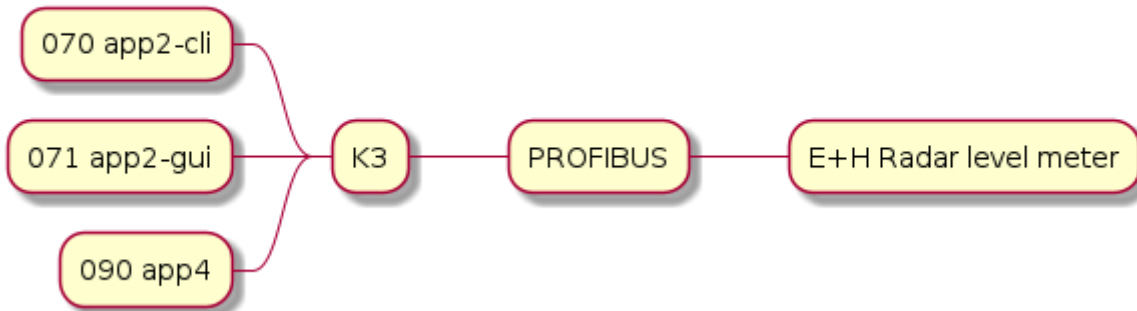 070 app2-cli
071 app2-gui
090 app4
K3
PROFIBUS
E+H Radar level meter